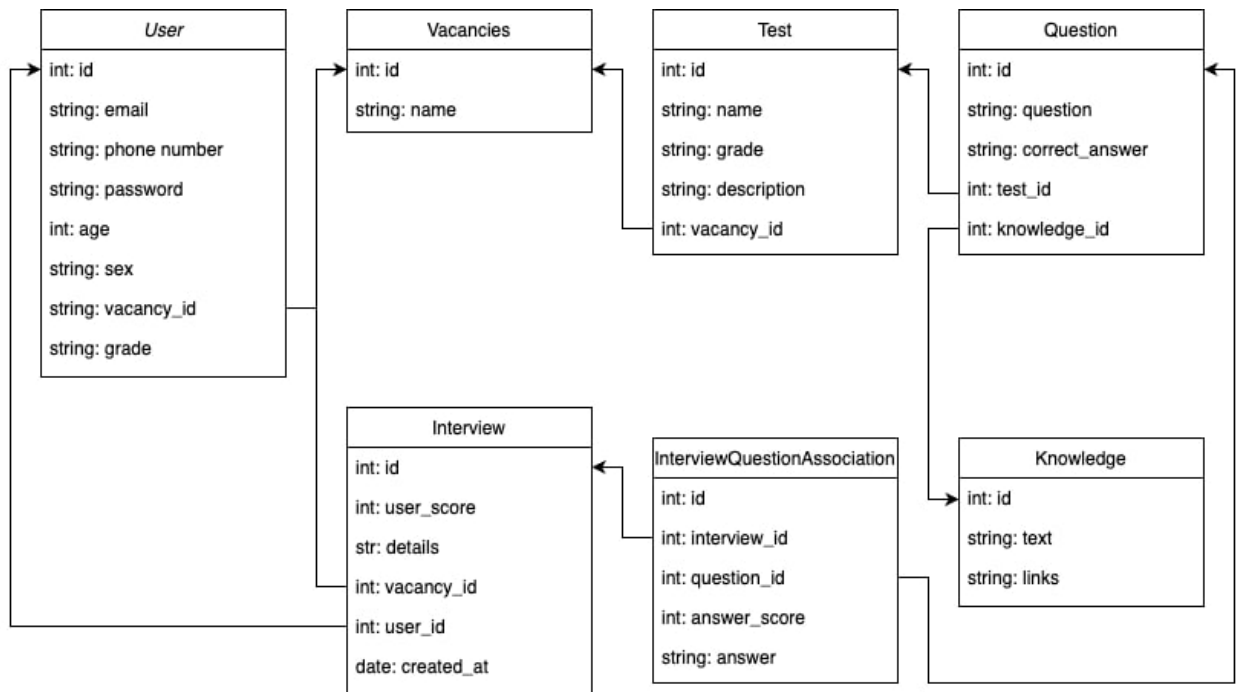 User
int: id
string: email
string: phone number
string: password
int: age
string: sex
string: vacancy_id
string: grade
Vacancies
int: id
string: name
Test
int: id
string: name
string: grade
string: description
int: vacancy_id
Question
int: id
string: question
string: correct_answer
int: test_id
int: knowledge_id
Interview
int: id
int: user_score
str: details
int: vacancy_id
int: user_id
date: created_at
InterviewQuestionAssociation
int: id
int: interview_id
int: question_id
int: answer_score
string: answer
Knowledge
int: id
string: text
string: links